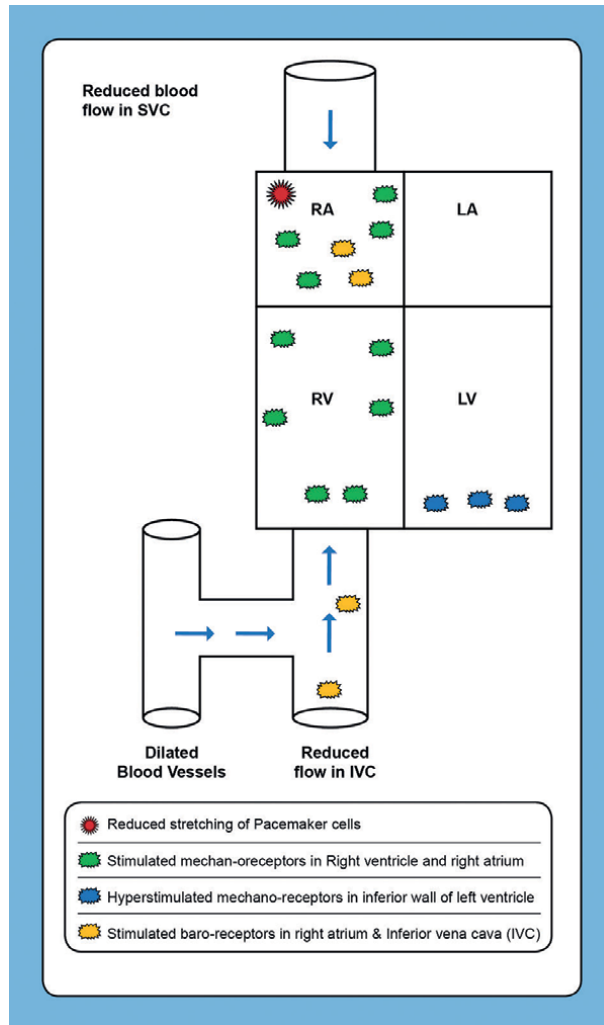 Reduced blood
flow in SVC
RA
LA
RV
LV
Dilated
Blood Vessels
Reduced
flow in IVC
Reduced stretching of Pacemaker cells
Stimulated mechan-oreceptors in Right ventricle and right atrium
Hyperstimulated mechano-receptors in inferior wall of left ventricle
Stimulated baro-receptors in right atrium & Inferior vena cava (IVC)